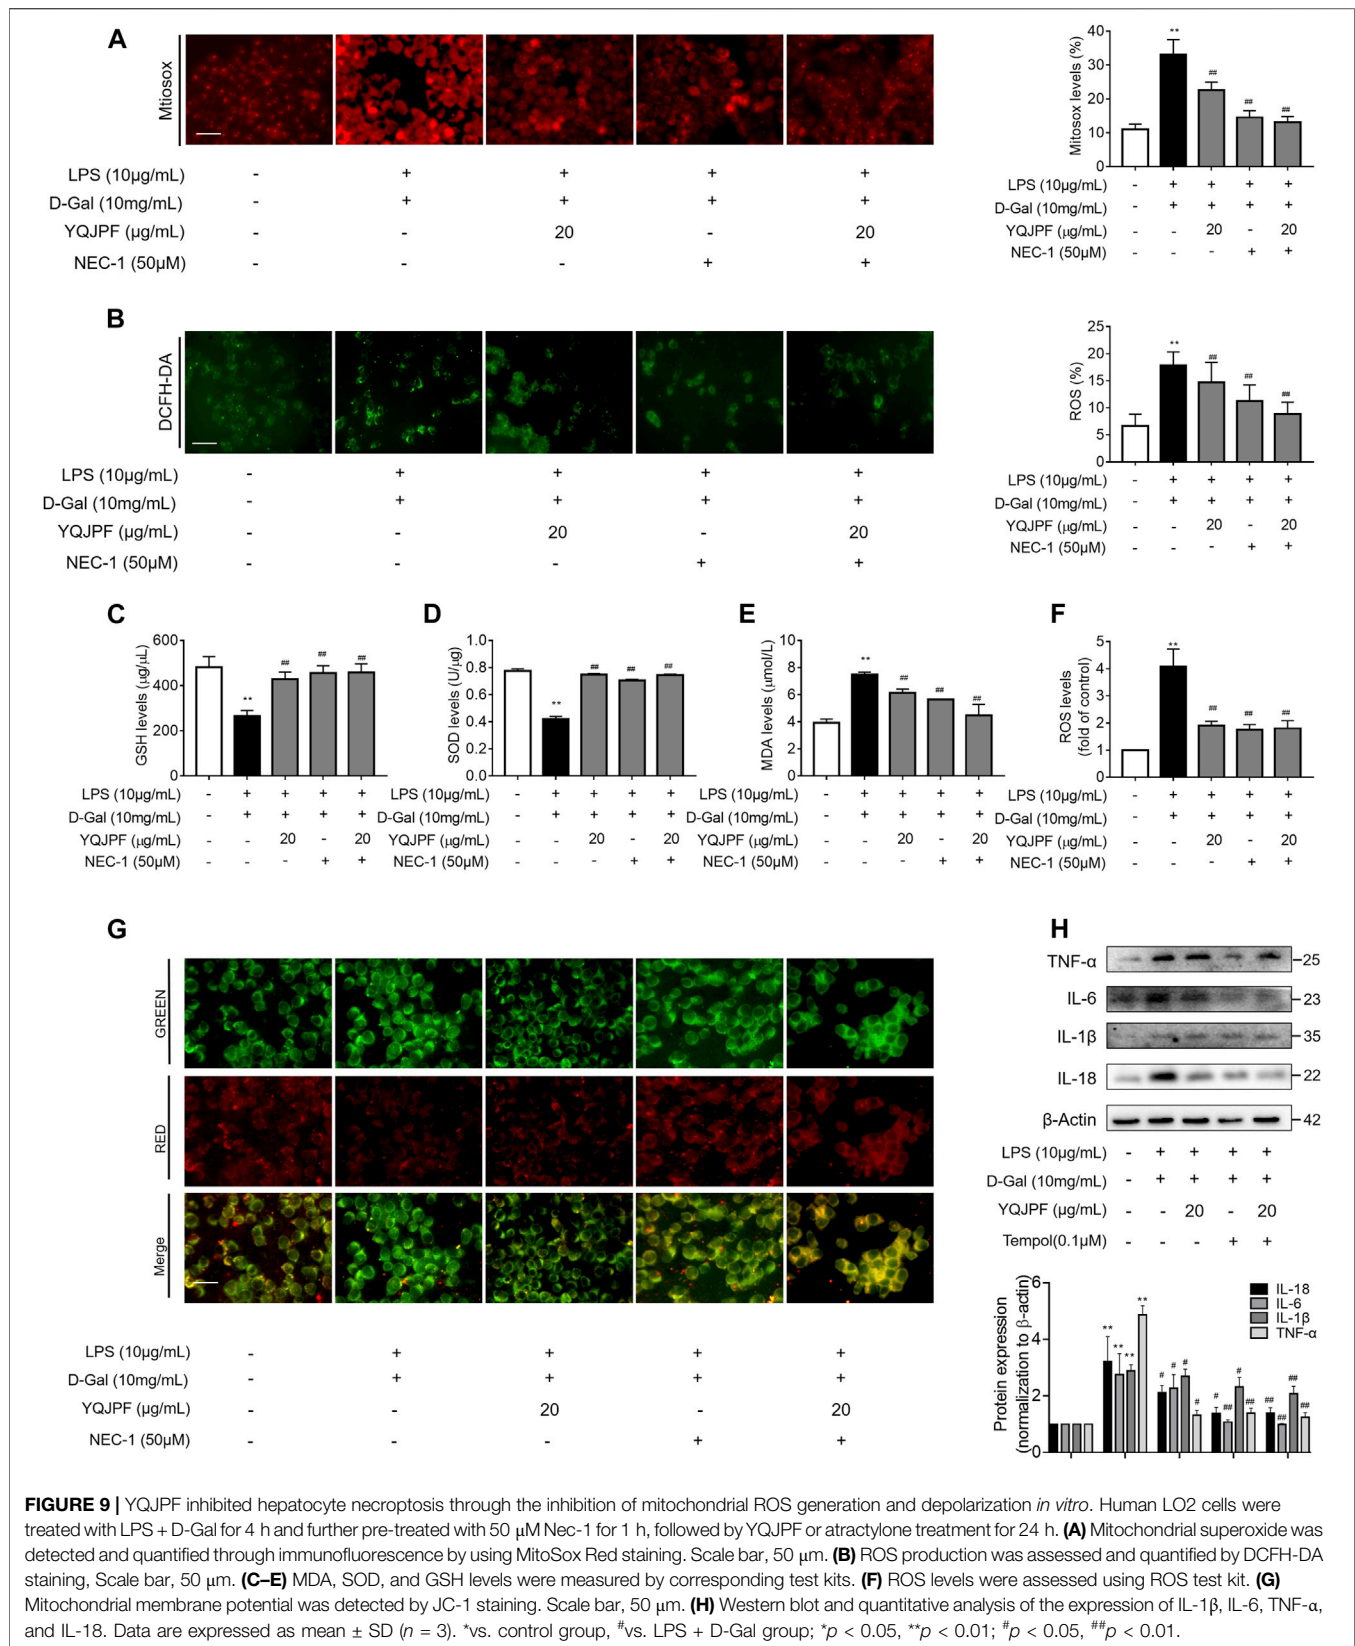 A
Mtiosox
LPS (10µg/mL) - + + + +
D-Gal (10mg/mL) - + + + +
YQJPF (µg/mL) - - 20 - 20
NEC-1 (50µM) - - - + +
Mitosox levels (%)
40
30
20
10
0
** ## ## ##
LPS (10µg/mL) - + + + +
D-Gal (10mg/mL) - + + + +
YQJPF (µg/mL) - - 20 - 20
NEC-1 (50µM) - - - + +
B
DCFH-DA
LPS (10µg/mL) - + + + +
D-Gal (10mg/mL) - + + + +
YQJPF (µg/mL) - - 20 - 20
NEC-1 (50µM) - - - + +
ROS (%)
25
20
15
10
5
0
** ## ## ##
LPS (10µg/mL) - + + + +
D-Gal (10mg/mL) - + + + +
YQJPF (µg/mL) - - 20 - 20
NEC-1 (50µM) - - - + +
C
GSH levels (µg/µL)
600
400
200
0
** ## ## ##
LPS (10µg/mL) - + + + +
D-Gal (10mg/mL) - + + + +
YQJPF (µg/mL) - - 20 - 20
NEC-1 (50µM) - - - + +
D
SOD levels (U/µg)
1.0
0.8
0.6
0.4
0.2
0.0
** ## ## ##
LPS (10µg/mL) - + + + +
D-Gal (10mg/mL) - + + + +
YQJPF (µg/mL) - - 20 - 20
NEC-1 (50µM) - - - + +
E
MDA levels (µmol/L)
10
8
6
4
2
0
** ## ## ##
LPS (10µg/mL) - + + + +
D-Gal (10mg/mL) - + + + +
YQJPF (µg/mL) - - 20 - 20
NEC-1 (50µM) - - - + +
F
ROS levels
(fold of control)
5
4
3
2
1
0
** ## ## ##
LPS (10µg/mL) - + + + +
D-Gal (10mg/mL) - + + + +
YQJPF (µg/mL) - - 20 - 20
NEC-1 (50µM) - - - + +
G
GREEN
RED
Merge
LPS (10µg/mL) - + + + +
D-Gal (10mg/mL) - + + + +
YQJPF (µg/mL) - - 20 - 20
NEC-1 (50µM) - - - + +
H
TNF-α 25
IL-6 23
IL-1β 35
IL-18 22
β-Actin 42
LPS (10µg/mL) - + + + +
D-Gal (10mg/mL) - + + + +
YQJPF (µg/mL) - - 20 - 20
Tempol(0.1µM) - - - + +
Protein expression
(normalization to β-actin)
6
4
2
0
IL-18
IL-6
IL-1β
TNF-α
** ** ** ** # # # # # ## # ## ## ## ## ##
FIGURE 9 | YQJPF inhibited hepatocyte necroptosis through the inhibition of mitochondrial ROS generation and depolarization in vitro. Human LO2 cells were
treated with LPS + D-Gal for 4 h and further pre-treated with 50 μM Nec-1 for 1 h, followed by YQJPF or atractylone treatment for 24 h. (A) Mitochondrial superoxide was
detected and quantified through immunofluorescence by using MitoSox Red staining. Scale bar, 50 μm. (B) ROS production was assessed and quantified by DCFH-DA
staining, Scale bar, 50 μm. (C–E) MDA, SOD, and GSH levels were measured by corresponding test kits. (F) ROS levels were assessed using ROS test kit. (G)
Mitochondrial membrane potential was detected by JC-1 staining. Scale bar, 50 μm. (H) Western blot and quantitative analysis of the expression of IL-1β, IL-6, TNF-α,
and IL-18. Data are expressed as mean ± SD (n = 3). *vs. control group, #vs. LPS + D-Gal group; *p < 0.05, **p < 0.01; #p < 0.05, ##p < 0.01.